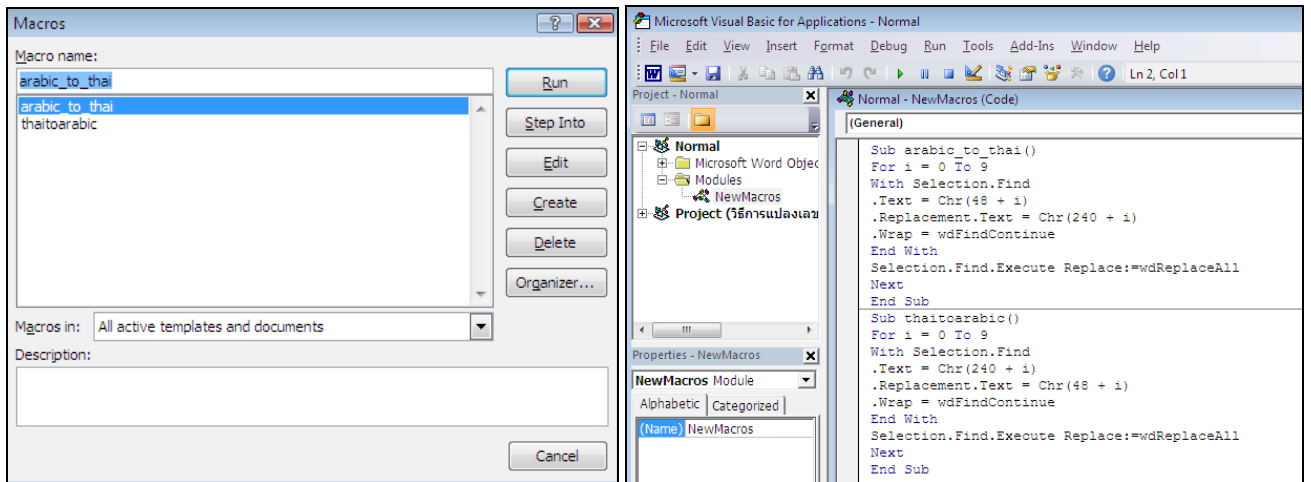 Macros
Macro name:
arabic_to_thai
arabic_to_thai
thaitoarabic
Run
Step Into
Edit
Create
Delete
Organizer...
Macros in: All active templates and documents
Description:
Cancel
Microsoft Visual Basic for Applications - Normal
File Edit View Insert Format Debug Run Tools Add-Ins Window Help
Ln 2, Col 1
Project - Normal
Normal
Microsoft Word Objec
Modules
NewMacros
Project (วิธีการแปลงเลข
Properties - NewMacros
NewMacros Module
Alphabetic Categorized
(Name) NewMacros
Normal - NewMacros (Code)
(General)
Sub arabic_to_thai()
For i = 0 To 9
With Selection.Find
.Text = Chr(48 + i)
.Replacement.Text = Chr(240 + i)
.Wrap = wdFindContinue
End With
Selection.Find.Execute Replace:=wdReplaceAll
Next
End Sub
Sub thaitoarabic()
For i = 0 To 9
With Selection.Find
.Text = Chr(240 + i)
.Replacement.Text = Chr(48 + i)
.Wrap = wdFindContinue
End With
Selection.Find.Execute Replace:=wdReplaceAll
Next
End Sub